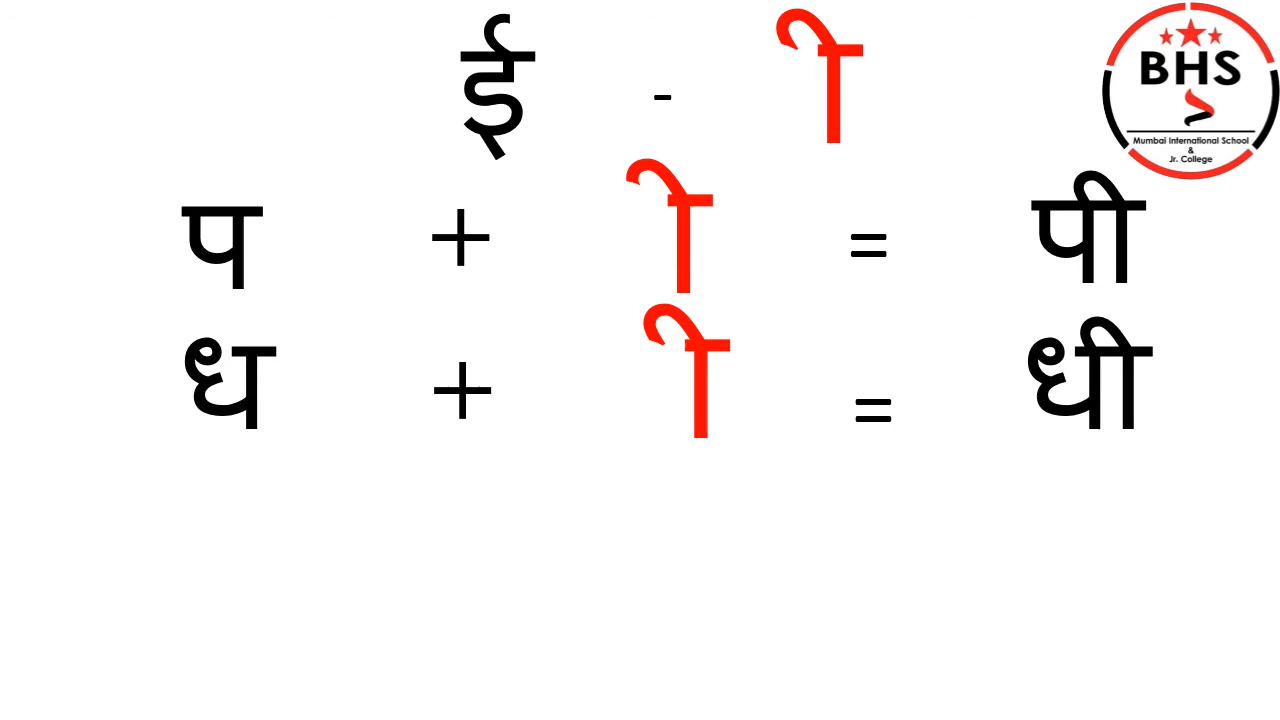 ई - ी
BHS
Mumbai International School
&
Jr. College
प + ी = पी
ध + ी = धी